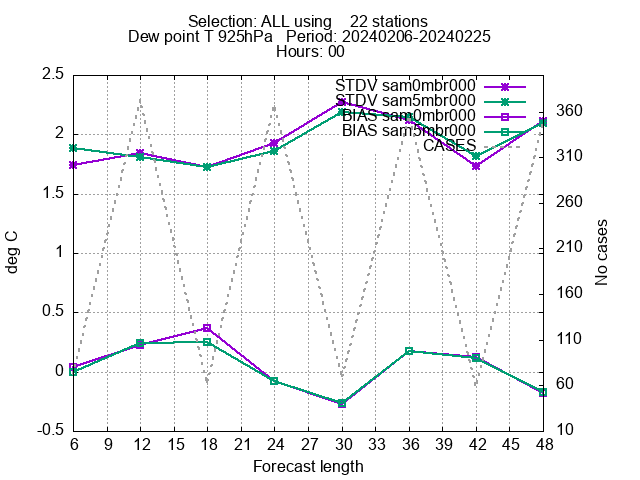 Selection: ALL using 22 stations
Dew point T 925hPa Period: 20240206-20240225
Hours: 00
STDV sam0mbr000
STDV sam5mbr000
BIAS sam0mbr000
BIAS sam5mbr000
CASES
deg C
No cases
2.5
2
1.5
1
0.5
0
-0.5
360
310
260
210
160
110
60
10
6 9 12 15 18 21 24 27 30 33 36 39 42 45 48
Forecast length